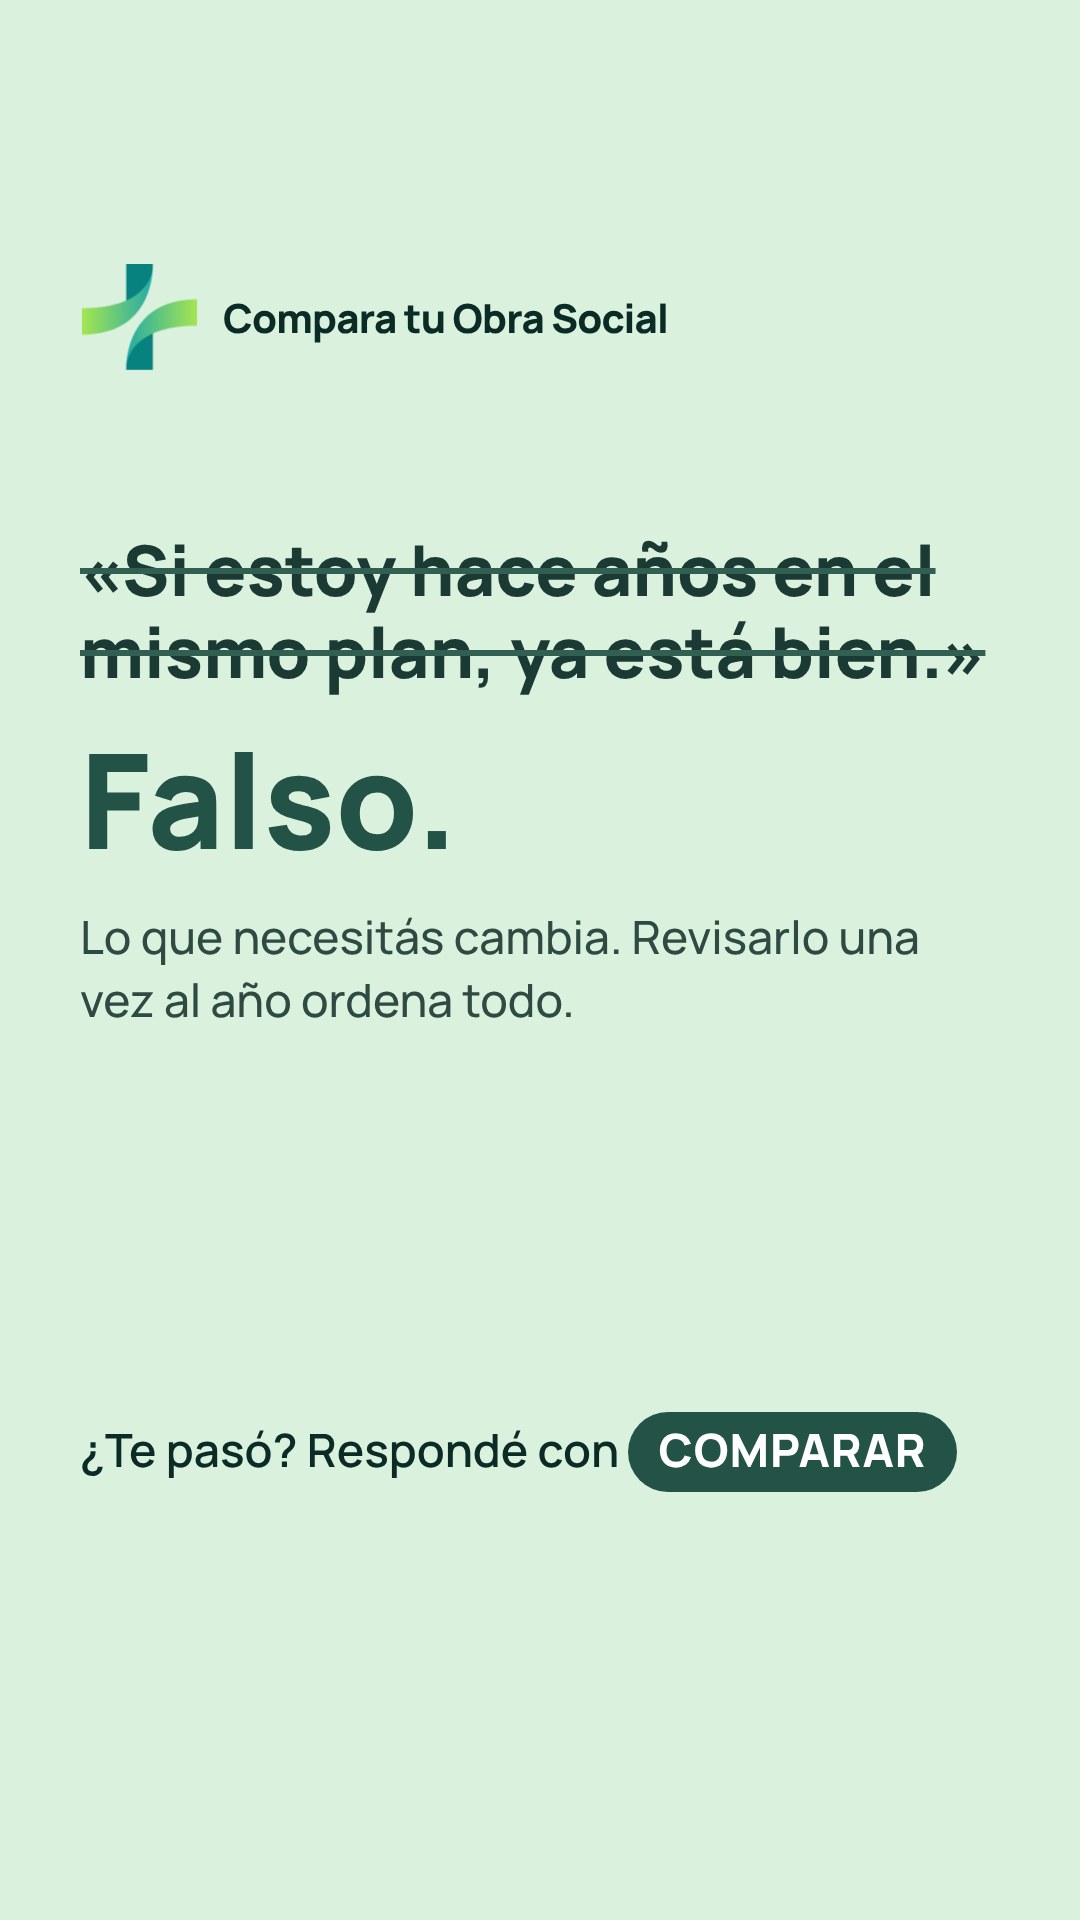 Compara tu Obra Social
«Si estoy hace años en el
mismo plan, ya está bien.»
Falso.
Lo que necesitás cambia. Revisarlo una
vez al año ordena todo.
¿Te pasó? Respondé con COMPARAR